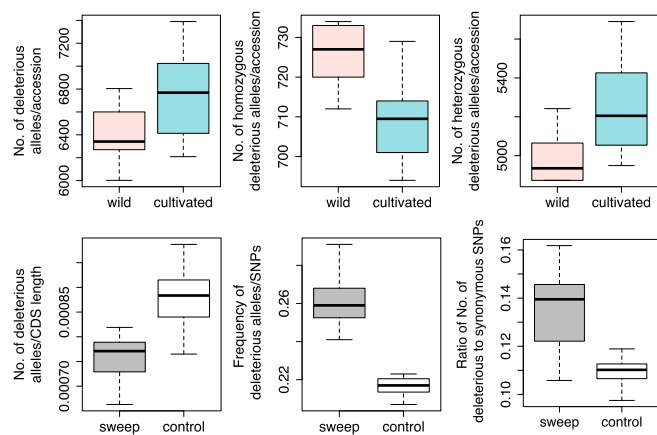 No. of deleterious
alleles/accession
6000 6400 6800 7200
wild cultivated
No. of homozygous
deleterious alleles/accession
700 710 720 730
wild cultivated
No. of heterozygous
deleterious alleles/accession
5000 5400
wild cultivated
No. of deleterious
alleles/CDS length
0.00070 0.00085
sweep control
Frequency of
deleterious alleles/SNPs
0.22 0.26
sweep control
Ratio of No. of
deleterious to synonymous SNPs
0.10 0.12 0.14 0.16
sweep control